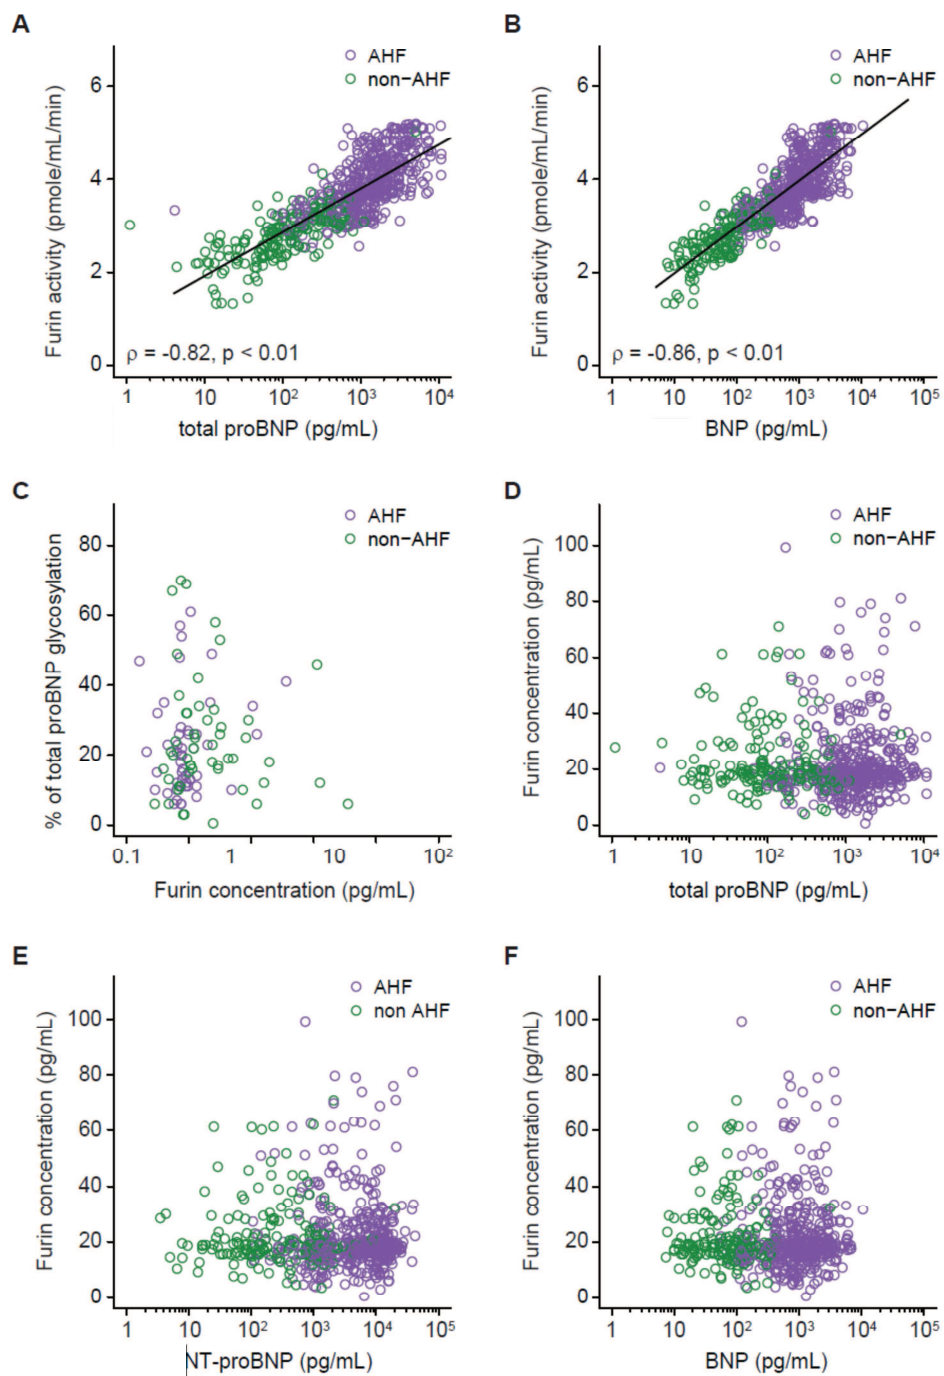 A
AHF
non-AHF
6
4
2
0
Furin activity (pmole/mL/min)
ρ = -0.82, p < 0.01
1 10 10² 10³ 10⁴
total proBNP (pg/mL)
B
AHF
non-AHF
6
4
2
0
Furin activity (pmole/mL/min)
ρ = -0.86, p < 0.01
1 10 10² 10³ 10⁴ 10⁵
BNP (pg/mL)
C
AHF
non-AHF
80
60
40
20
0
% of total proBNP glycosylation
0.1 1 10 10²
Furin concentration (pg/mL)
D
AHF
non-AHF
100
80
60
40
20
0
Furin concentration (pg/mL)
1 10 10² 10³ 10⁴
total proBNP (pg/mL)
E
AHF
non AHF
100
80
60
40
20
0
Furin concentration (pg/mL)
1 10 10² 10³ 10⁴ 10⁵
NT-proBNP (pg/mL)
F
AHF
non-AHF
100
80
60
40
20
0
Furin concentration (pg/mL)
1 10 10² 10³ 10⁴ 10⁵
BNP (pg/mL)